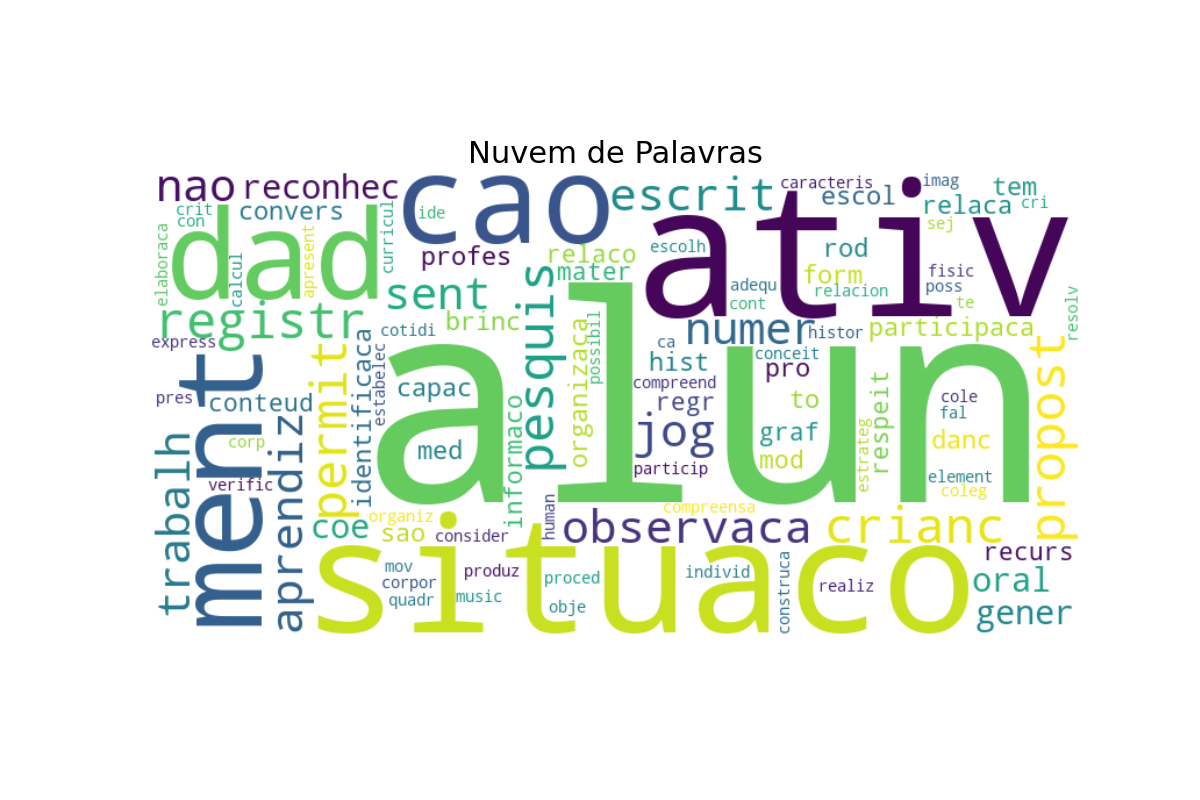 Nuvem de Palavras
nao
reconhec
cao
escrit
caracteris
escol
imag
tem
relaca
cri
crit
con
convers
ide
dad
curricul
elaboraca
calcul
apresent
profes
relaco
mater
escolh
ativ
rod
form
relacion
adequ
cont
sej
fisic
poss
te
resolv
registr
sent
brinc
cotidi
pesquis
organizaca
possibil
numer
histor
participaca
express
ment
permit
identificaca
estabelec
alun
ca
hist
compreend
regr
conceit
pro
to
graf
mod
jog
particip
respeit
estrateg
cole
fal
danc
element
coleg
propost
pres
conteud
corp
verific
aprendiz
trabalh
capac
med
informaco
compreensa
coe
organiz
sao
consider
human
observaca
crianc
recurs
situaco
mov
corpor
quadr
produz
music
proced
obje
individ
construca
realiz
oral
gener